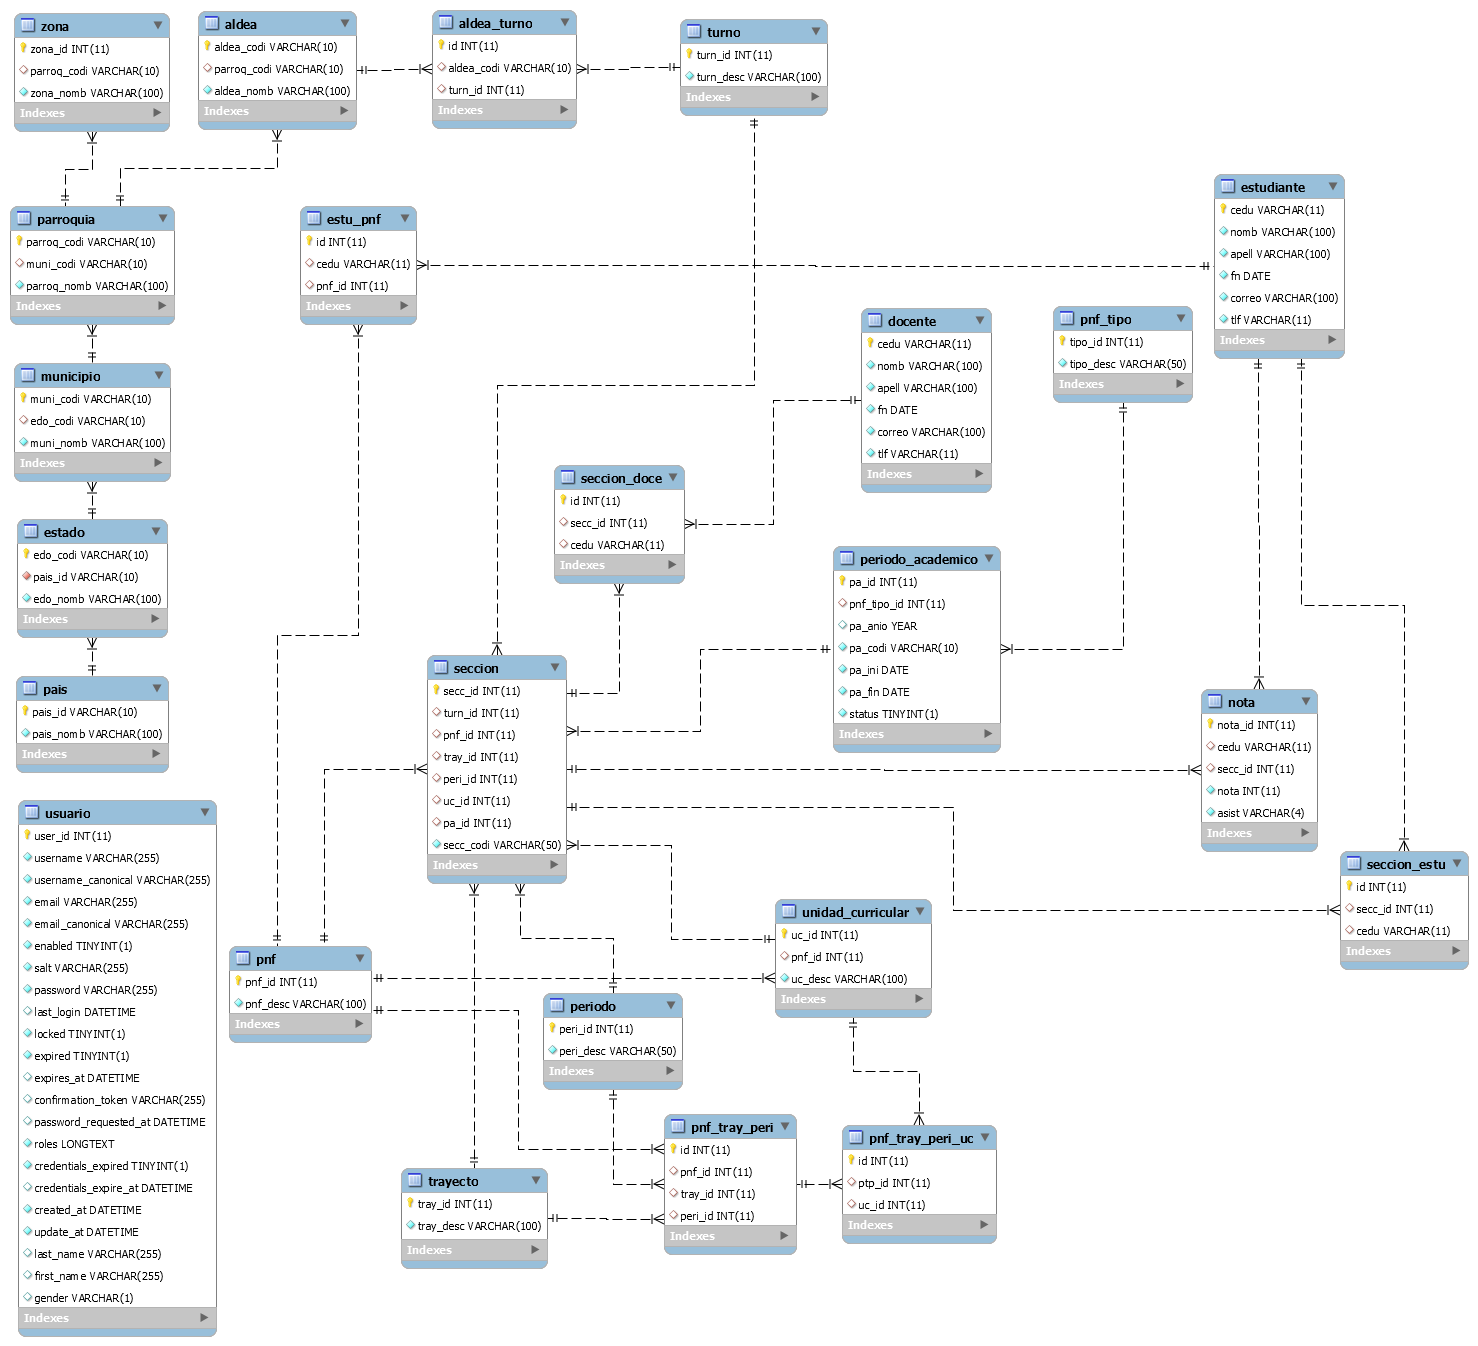 zona
zona_id INT(11)
parroq_codi VARCHAR(10)
zona_nomb VARCHAR(100)
Indexes
aldea
aldea_codi VARCHAR(10)
parroq_codi VARCHAR(10)
aldea_nomb VARCHAR(100)
Indexes
aldea_turno
id INT(11)
aldea_codi VARCHAR(10)
turn_id INT(11)
Indexes
turno
turn_id INT(11)
turn_desc VARCHAR(100)
Indexes
parroquia
parroq_codi VARCHAR(10)
muni_codi VARCHAR(10)
parroq_nomb VARCHAR(100)
Indexes
estu_pnf
id INT(11)
cedu VARCHAR(11)
pnf_id INT(11)
Indexes
estudiante
cedu VARCHAR(11)
nomb VARCHAR(100)
apell VARCHAR(100)
fn DATE
correo VARCHAR(100)
tlf VARCHAR(11)
Indexes
docente
cedu VARCHAR(11)
nomb VARCHAR(100)
apell VARCHAR(100)
fn DATE
correo VARCHAR(100)
tlf VARCHAR(11)
Indexes
pnf_tipo
tipo_id INT(11)
tipo_desc VARCHAR(50)
Indexes
municipio
muni_codi VARCHAR(10)
edo_codi VARCHAR(10)
muni_nomb VARCHAR(100)
Indexes
seccion_doce
id INT(11)
secc_id INT(11)
cedu VARCHAR(11)
Indexes
estado
edo_codi VARCHAR(10)
pais_id VARCHAR(10)
edo_nomb VARCHAR(100)
Indexes
periodo_academico
pa_id INT(11)
pnf_tipo_id INT(11)
pa_anio YEAR
pa_codi VARCHAR(10)
pa_ini DATE
pa_fin DATE
status TINYINT(1)
Indexes
pais
pais_id VARCHAR(10)
pais_nomb VARCHAR(100)
Indexes
seccion
secc_id INT(11)
turn_id INT(11)
pnf_id INT(11)
tray_id INT(11)
peri_id INT(11)
uc_id INT(11)
pa_id INT(11)
secc_codi VARCHAR(50)
Indexes
nota
nota_id INT(11)
cedu VARCHAR(11)
secc_id INT(11)
nota INT(11)
asist VARCHAR(4)
Indexes
usuario
user_id INT(11)
username VARCHAR(255)
username_canonical VARCHAR(255)
email VARCHAR(255)
email_canonical VARCHAR(255)
enabled TINYINT(1)
salt VARCHAR(255)
password VARCHAR(255)
last_login DATETIME
locked TINYINT(1)
expired TINYINT(1)
expires_at DATETIME
confirmation_token VARCHAR(255)
password_requested_at DATETIME
roles LONGTEXT
credentials_expired TINYINT(1)
credentials_expire_at DATETIME
created_at DATETIME
update_at DATETIME
last_name VARCHAR(255)
first_name VARCHAR(255)
gender VARCHAR(1)
Indexes
seccion_estu
id INT(11)
secc_id INT(11)
cedu VARCHAR(11)
Indexes
unidad_curricular
uc_id INT(11)
pnf_id INT(11)
uc_desc VARCHAR(100)
Indexes
pnf
pnf_id INT(11)
pnf_desc VARCHAR(100)
Indexes
periodo
peri_id INT(11)
peri_desc VARCHAR(50)
Indexes
pnf_tray_peri
id INT(11)
pnf_id INT(11)
tray_id INT(11)
peri_id INT(11)
Indexes
pnf_tray_peri_uc
id INT(11)
ptp_id INT(11)
uc_id INT(11)
Indexes
trayecto
tray_id INT(11)
tray_desc VARCHAR(100)
Indexes